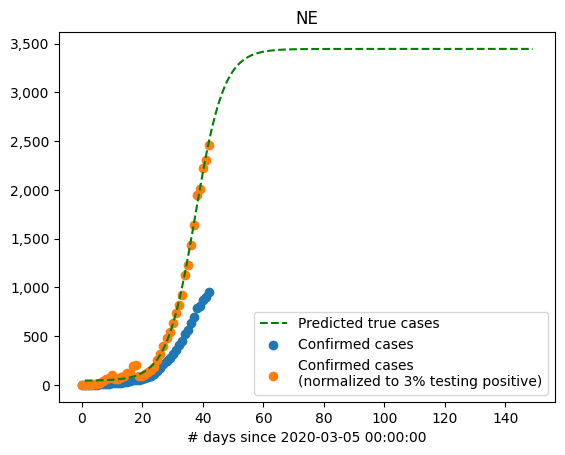 NE
3,500
3,000
2,500
2,000
1,500
1,000
500
0
Predicted true cases
Confirmed cases
Confirmed cases
(normalized to 3% testing positive)
0 20 40 60 80 100 120 140
# days since 2020-03-05 00:00:00